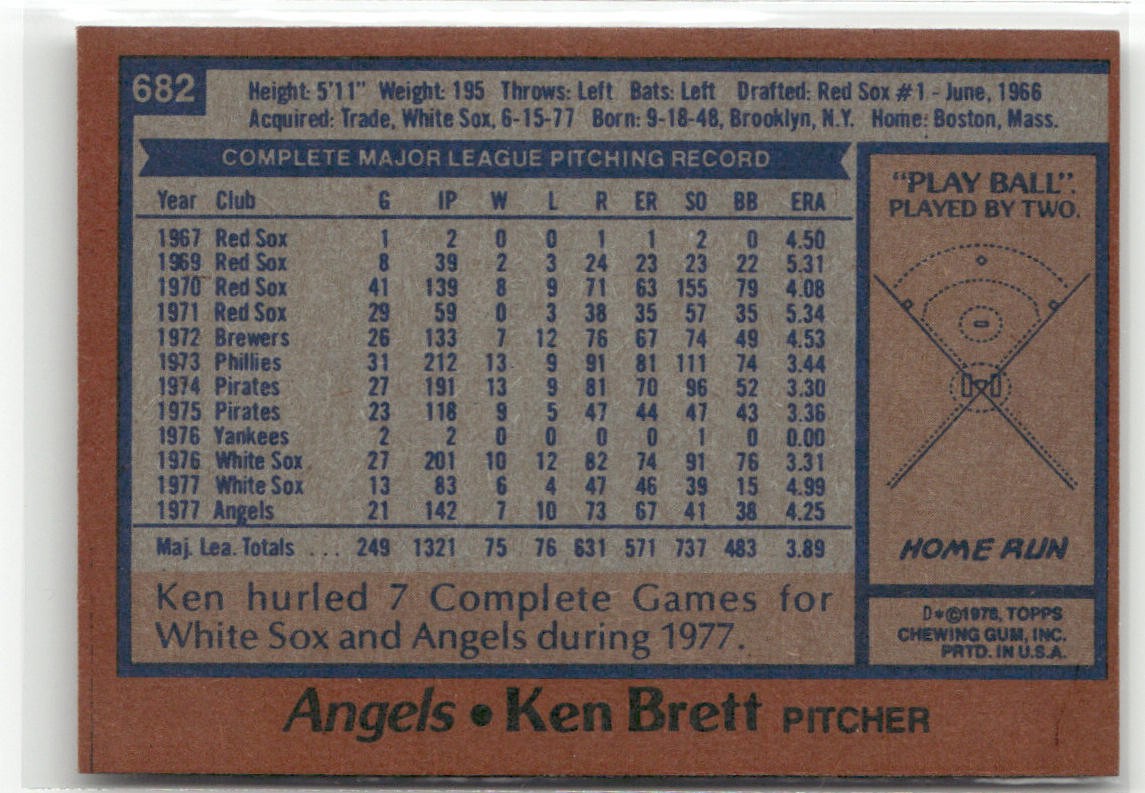 682
Height: 5'11" Weight: 195 Throws: Left Bats: Left Drafted: Red Sox #1 - June, 1966
Acquired: Trade, White Sox, 6-15-77 Born: 9-18-48, Brooklyn, N.Y. Home: Boston, Mass.
COMPLETE MAJOR LEAGUE PITCHING RECORD
Year Club G IP W L R ER SO BB ERA
1967 Red Sox 1 2 0 0 1 1 2 0 4.50
1969 Red Sox 8 39 2 3 24 23 23 22 5.31
1970 Red Sox 41 139 8 9 71 63 155 79 4.08
1971 Red Sox 29 59 0 3 38 35 57 35 5.34
1972 Brewers 26 133 7 12 76 67 74 49 4.53
1973 Phillies 31 212 13 9 91 81 111 74 3.44
1974 Pirates 27 191 13 9 81 70 96 52 3.30
1975 Pirates 23 118 9 5 47 44 47 43 3.36
1976 Yankees 2 2 0 0 0 0 1 0 0.00
1976 White Sox 27 201 10 12 82 74 91 76 3.31
1977 White Sox 13 83 6 4 47 46 39 15 4.99
1977 Angels 21 142 7 10 73 67 41 38 4.25
Maj. Lea. Totals ... 249 1321 75 76 631 571 737 483 3.89
Ken hurled 7 Complete Games for
White Sox and Angels during 1977.
"PLAY BALL".
PLAYED BY TWO.
HOME RUN
D*©1978, TOPPS
CHEWING GUM, INC.
PRTD. IN U.S.A.
Angels • Ken Brett PITCHER